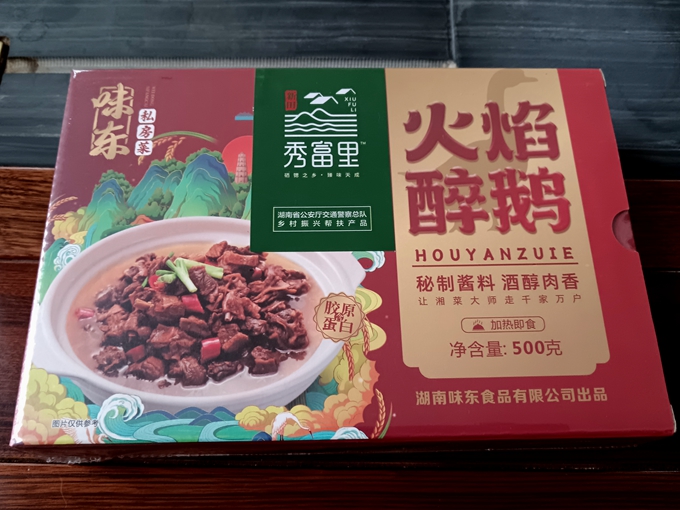 味东
私房菜
XIU
FU
LI
秀富里™
湖南省公安厅交通警察总队
乡村振兴帮扶产品
火焰
醉鹅
HOUYANZUIE
秘制酱料 酒醇肉香
让湘菜大师走千家万户
加热即食
净含量: 500克
胶原
蛋白
图片仅供参考
湖南味东食品有限公司出品